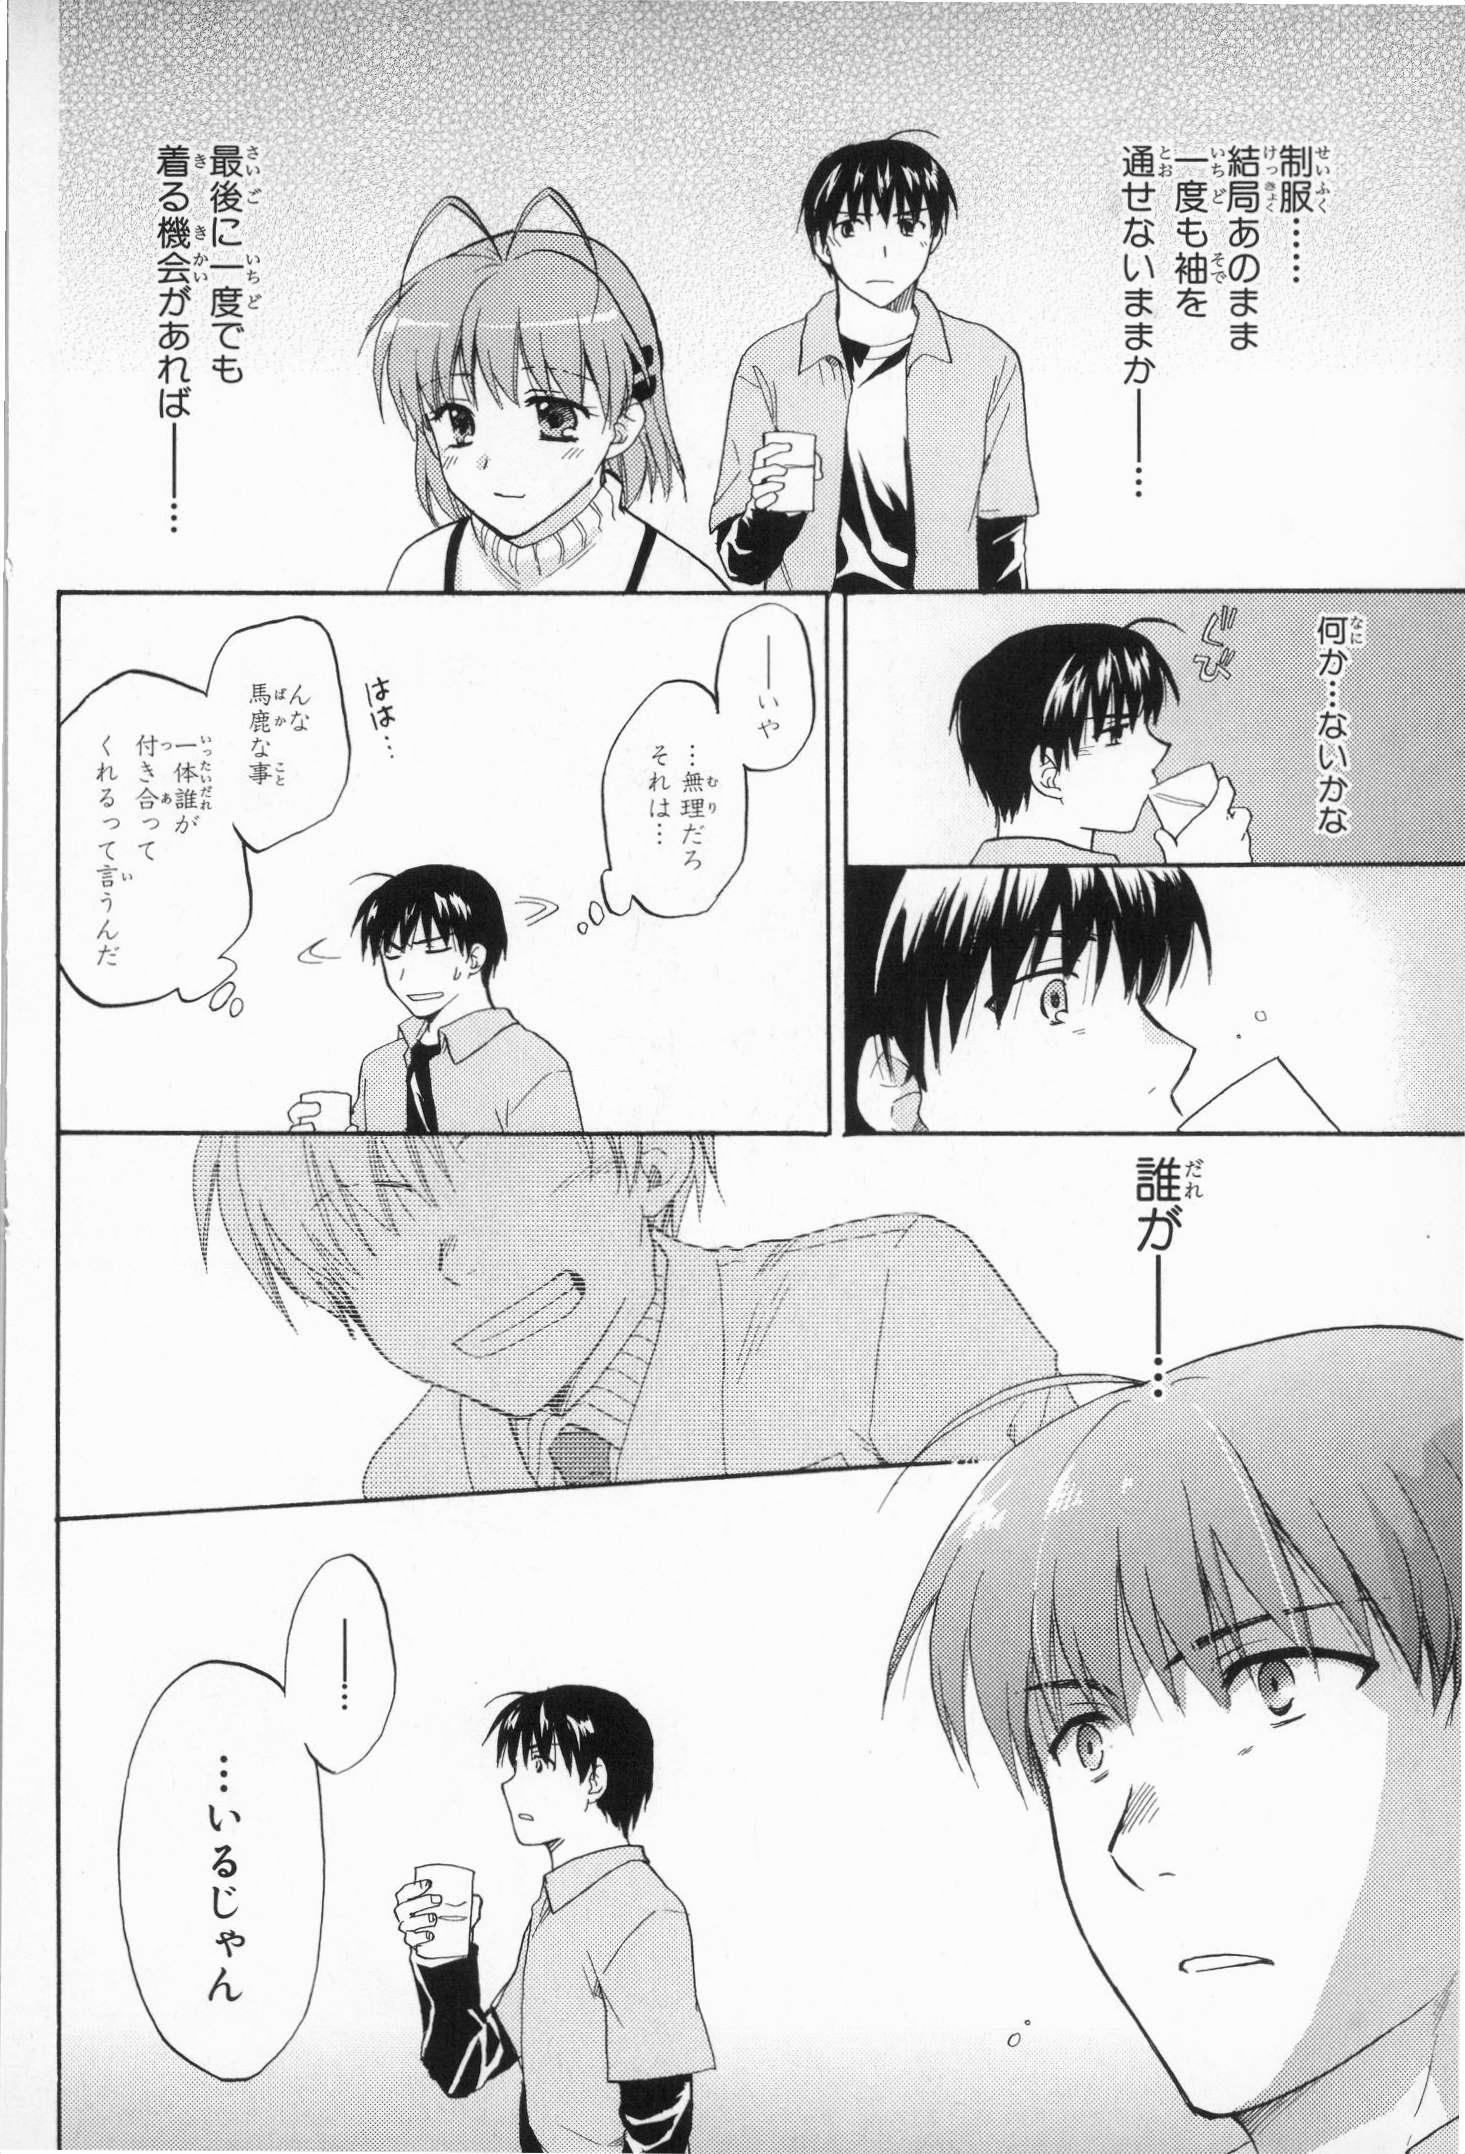 制服……
結局あのまま
一度も袖を
通せないままか――…
最後に一度でも
着る機会があれば――…
何か…ないかな
ぐびっ
――いや
…無理だろ
それは…
はは…
んな
馬鹿な事
一体誰が
付き合って
くれるって言うんだ
誰が――…
――…
…いるじゃん